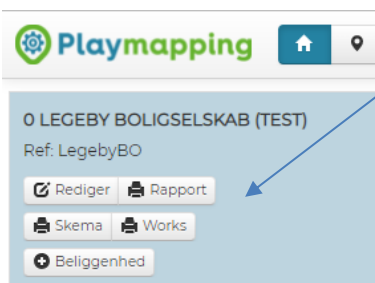 Playmapping
0 LEGEBY BOLIGSELSKAB (TEST)
Ref: LegebyBO
Rediger Rapport
Skema Works
Beliggenhed